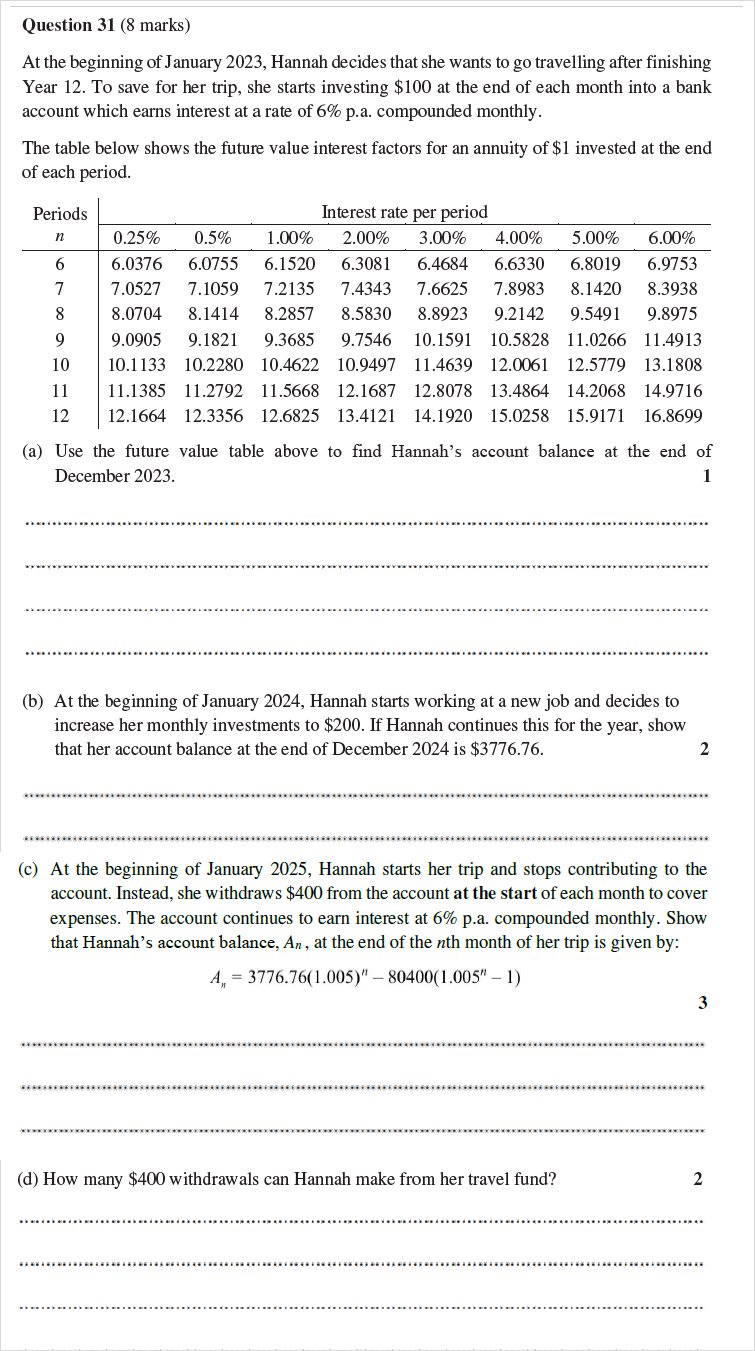 Question 31 (8 marks)
At the beginning of January 2023, Hannah decides that she wants to go travelling after finishing
Year 12. To save for her trip, she starts investing $100 at the end of each month into a bank
account which earns interest at a rate of 6% p.a. compounded monthly.
The table below shows the future value interest factors for an annuity of $1 invested at the end
of each period.
Periods Interest rate per period
n 0.25% 0.5% 1.00% 2.00% 3.00% 4.00% 5.00% 6.00%
6 6.0376 6.0755 6.1520 6.3081 6.4684 6.6330 6.8019 6.9753
7 7.0527 7.1059 7.2135 7.4343 7.6625 7.8983 8.1420 8.3938
8 8.0704 8.1414 8.2857 8.5830 8.8923 9.2142 9.5491 9.8975
9 9.0905 9.1821 9.3685 9.7546 10.1591 10.5828 11.0266 11.4913
10 10.1133 10.2280 10.4622 10.9497 11.4639 12.0061 12.5779 13.1808
11 11.1385 11.2792 11.5668 12.1687 12.8078 13.4864 14.2068 14.9716
12 12.1664 12.3356 12.6825 13.4121 14.1920 15.0258 15.9171 16.8699
(a) Use the future value table above to find Hannah's account balance at the end of
December 2023. 1
(b) At the beginning of January 2024, Hannah starts working at a new job and decides to
increase her monthly investments to $200. If Hannah continues this for the year, show
that her account balance at the end of December 2024 is $3776.76. 2
(c) At the beginning of January 2025, Hannah starts her trip and stops contributing to the
account. Instead, she withdraws $400 from the account at the start of each month to cover
expenses. The account continues to earn interest at 6% p.a. compounded monthly. Show
that Hannah's account balance, Aₙ, at the end of the nth month of her trip is given by:
Aₙ = 3776.76(1.005)ⁿ – 80400(1.005ⁿ – 1)
3
(d) How many $400 withdrawals can Hannah make from her travel fund? 2